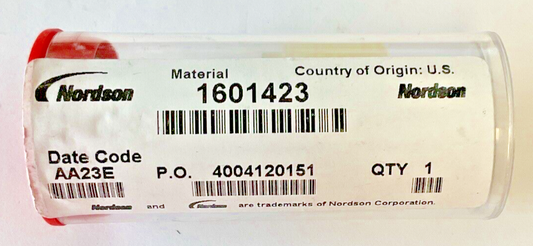 Material Country of Origin: U.S.
Nordson 1601423 Nordson
Date Code
AA23E P.O. 4004120151 QTY 1
Nordson and Nordson are trademarks of Nordson Corporation.